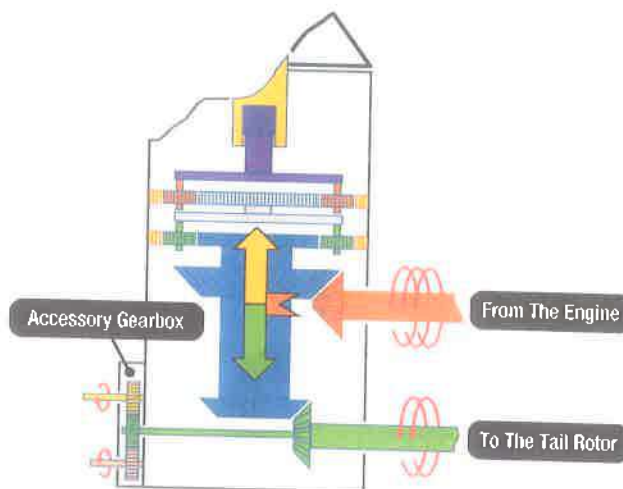 Accessory Gearbox
From The Engine
To The Tail Rotor